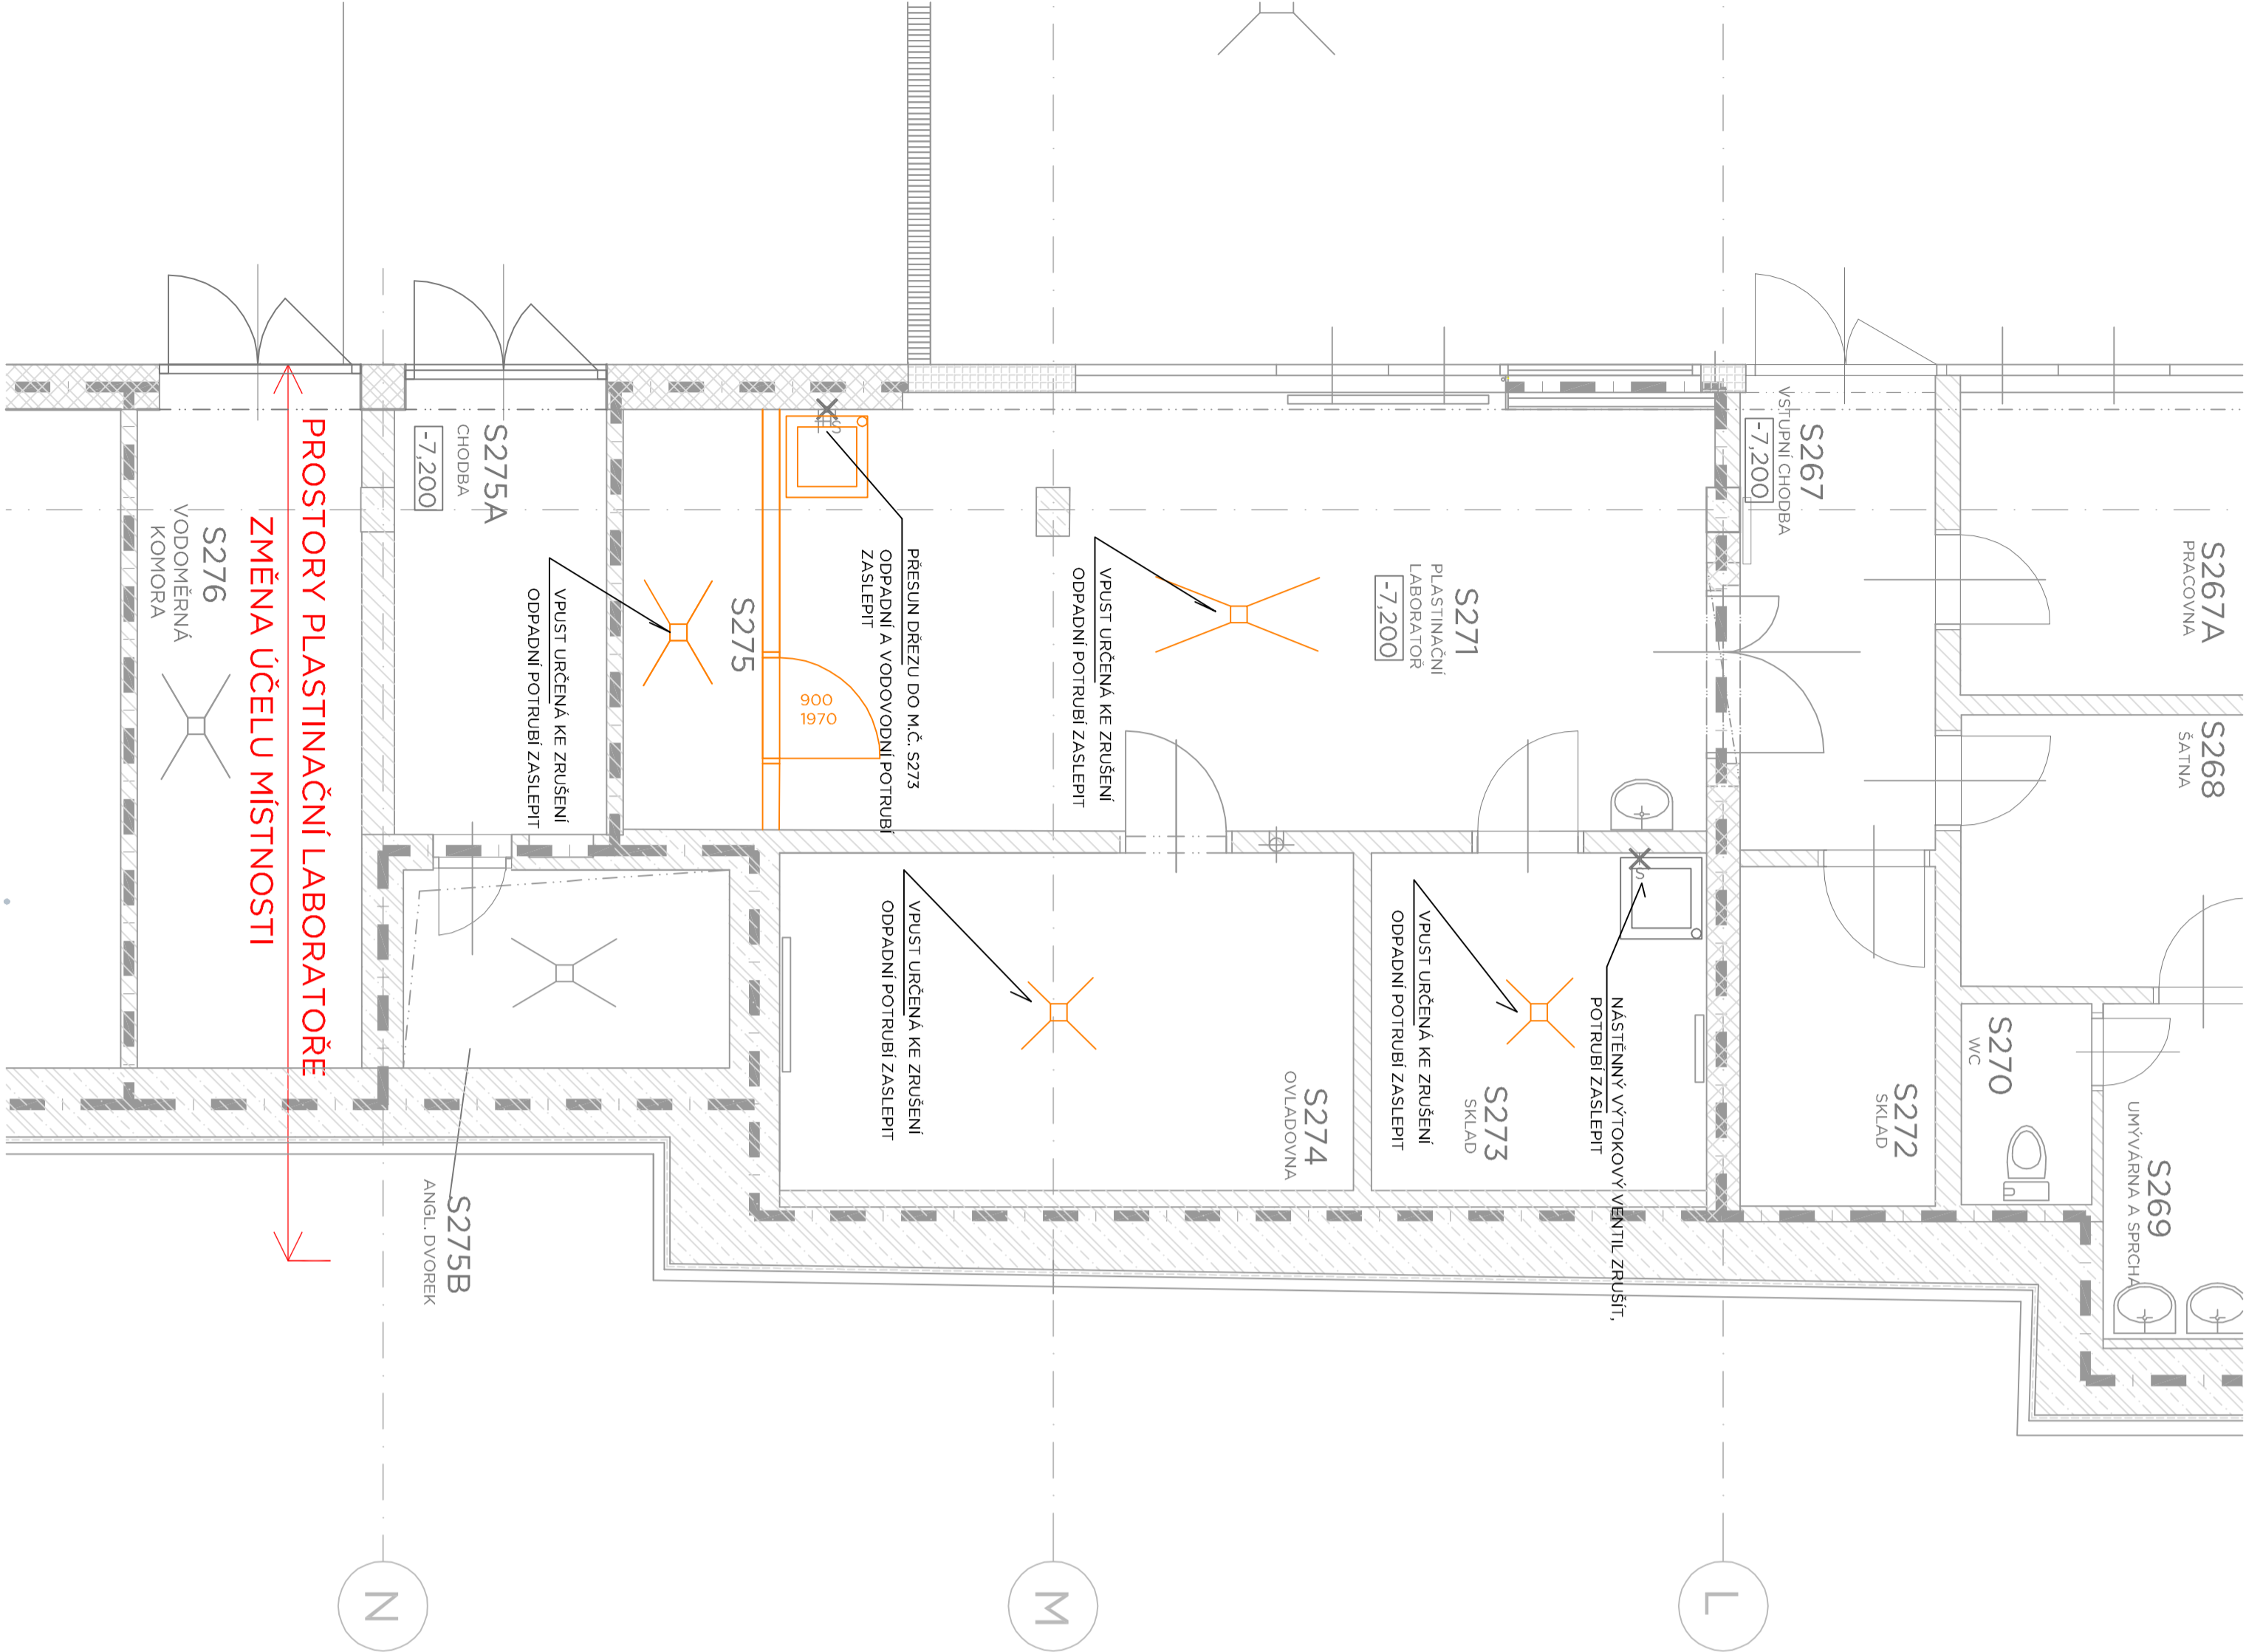 PROSTORY PLASTINAČNÍ LABORATOŘE
ZMĚNA ÚČELU MÍSTNOSTI
S276
VODOMĚRNÁ
KOMORA
S275A
CHODBA
-7,200
VPUST URČENÁ KE ZRUŠENÍ
ODPADNÍ POTRUBÍ ZASLEPIT
S275
900
1970
S
PŘESUN DŘEZU DO M.Č. S273
ODPADNÍ A VODOVODNÍ POTRUBÍ
ZASLEPIT
VPUST URČENÁ KE ZRUŠENÍ
ODPADNÍ POTRUBÍ ZASLEPIT
S271
PLASTINAČNÍ
LABORATOŘ
-7,200
S267
VSTUPNÍ CHODBA
-7,200
S267A
PRACOVNA
S268
ŠATNA
S275B
ANGL. DVOREK
VPUST URČENÁ KE ZRUŠENÍ
ODPADNÍ POTRUBÍ ZASLEPIT
S274
OVLADOVNA
VPUST URČENÁ KE ZRUŠENÍ
ODPADNÍ POTRUBÍ ZASLEPIT
S273
SKLAD
S
NÁSTĚNNÝ VÝTOKOVÝ VENTIL ZRUŠIT,
POTRUBÍ ZASLEPIT
S272
SKLAD
S270
WC
S269
UMÝVÁRNA A SPRCHA
N
M
L